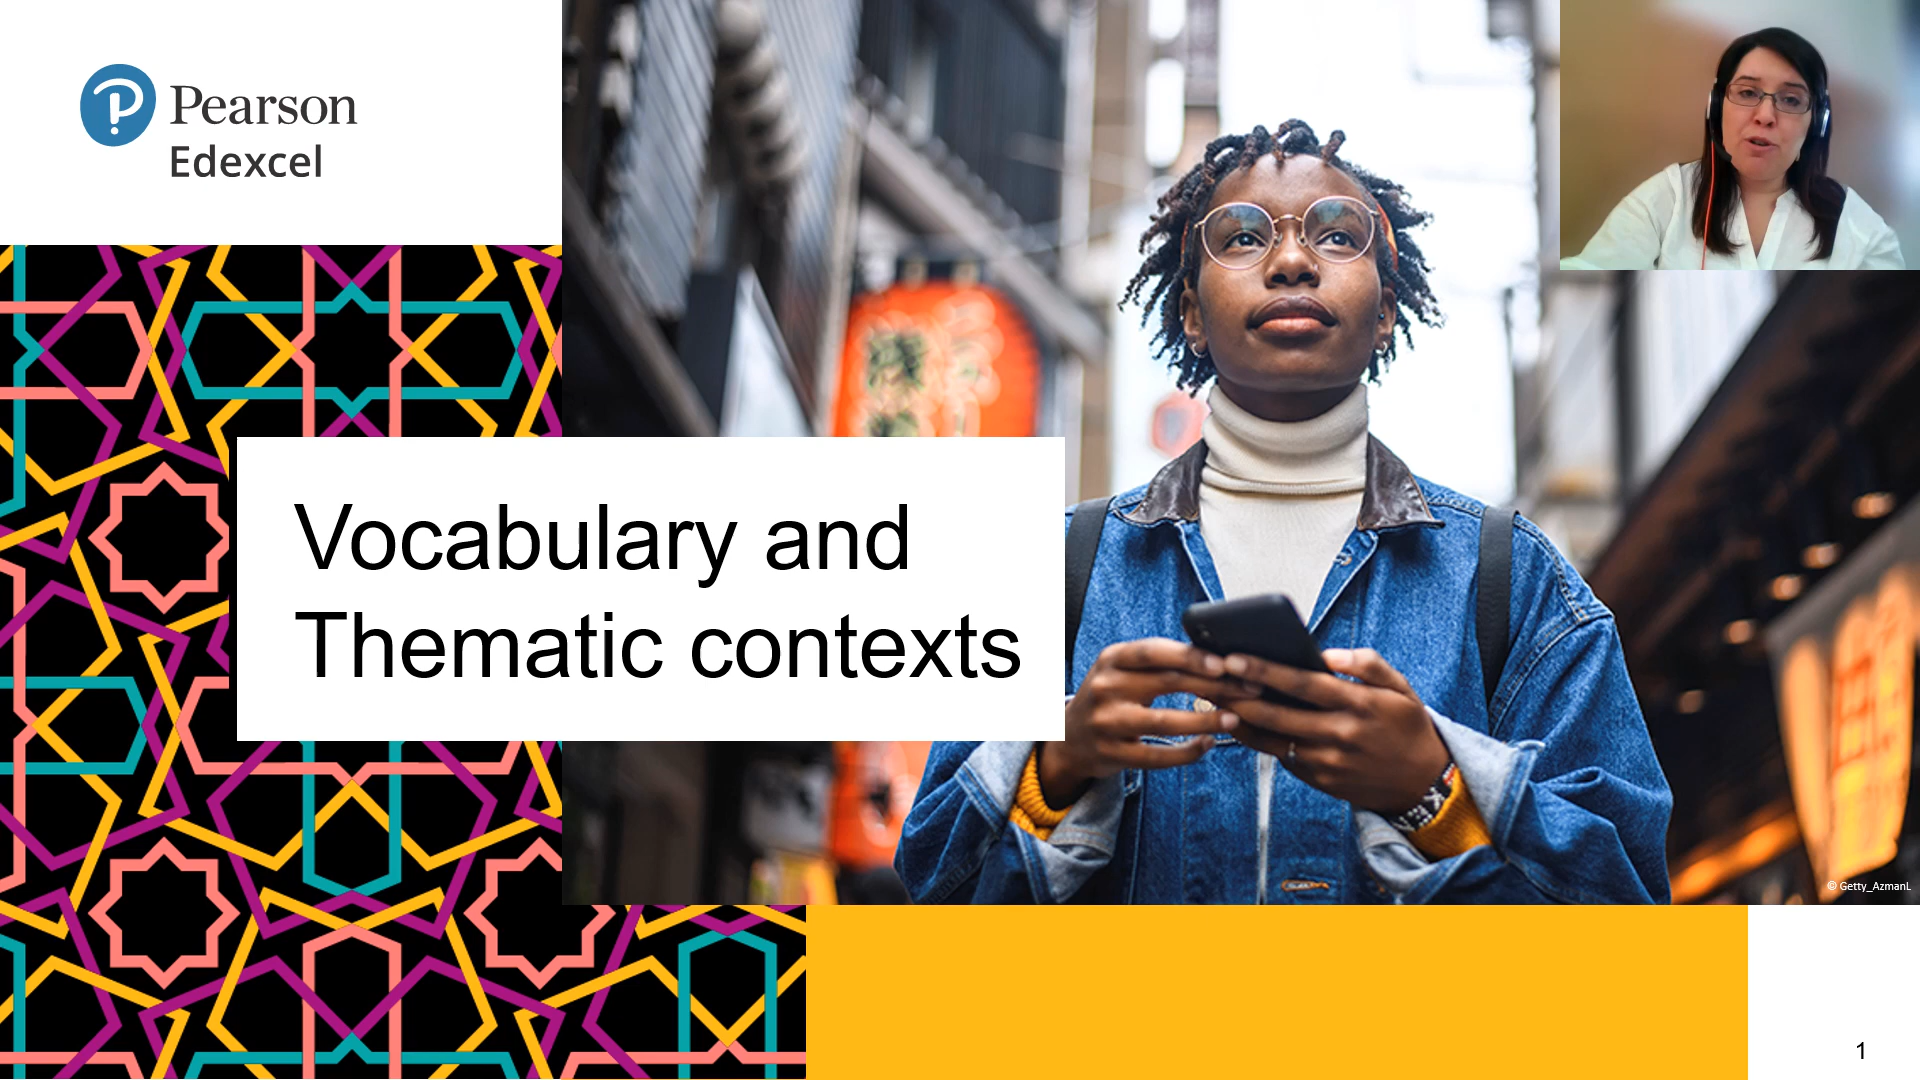 Pearson
Edexcel
Vocabulary and
Thematic contexts
© Getty_AzmanL
1